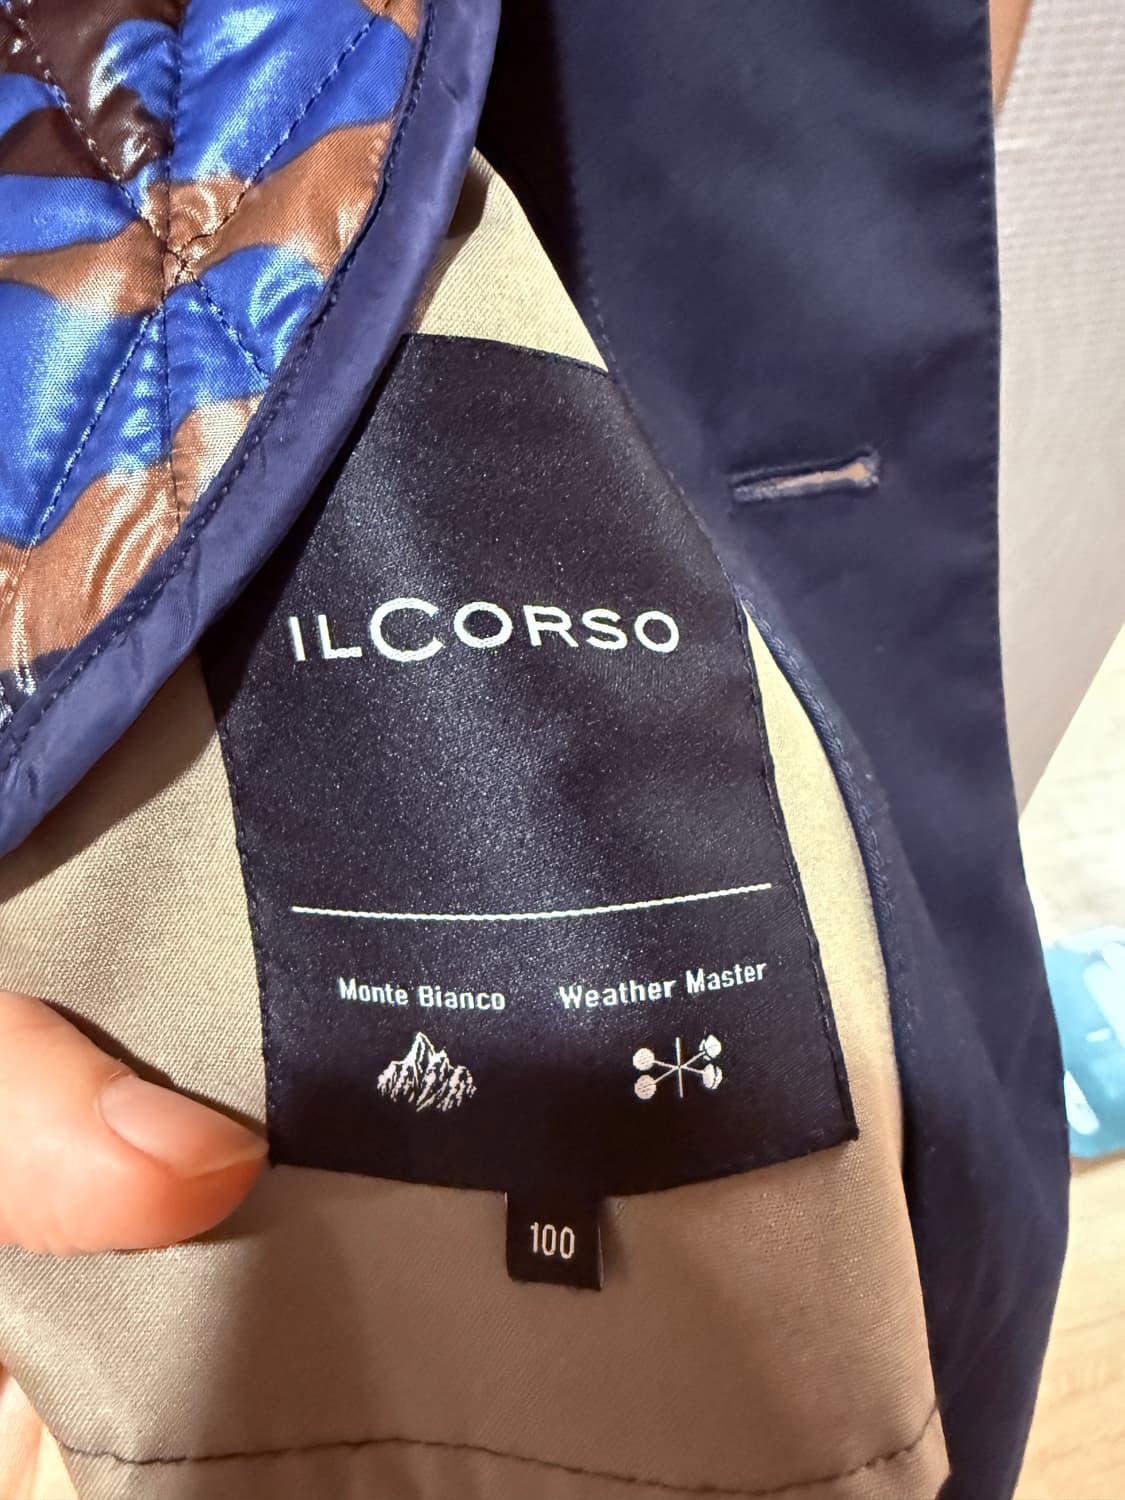 ILCORSO
Monte Bianco Weather Master
100